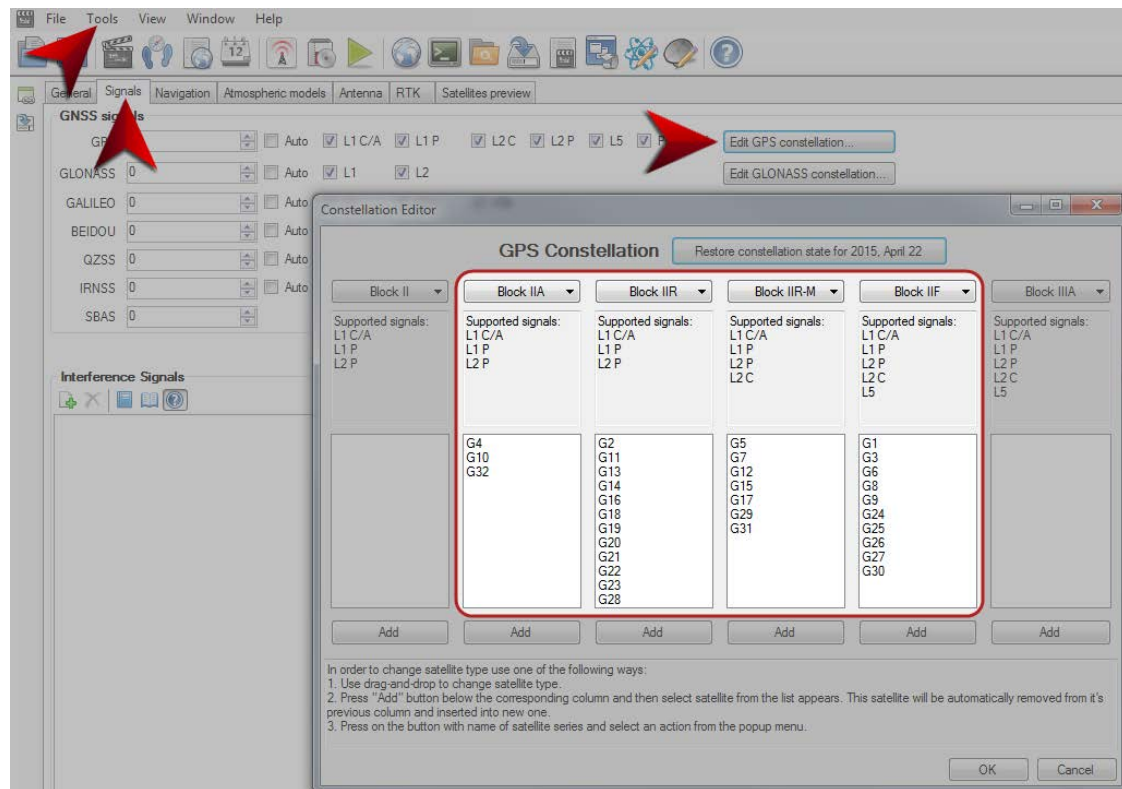 File Tools View Window Help
12
General Signals Navigation Atmospheric models Antenna RTK Satellites preview
GNSS
Auto L1 C/A L1 P L2 C L2 P L5 Edit GPS constellation...
GLONASS 0 Auto L1 L2 Edit GLONASS constellation...
GALILEO 0 Auto
BEIDOU 0 Auto
QZSS 0 Auto
IRNSS 0 Auto
SBAS 0
Interference Signals
Constellation Editor
GPS Constellation Restore constellation state for 2015, April 22
Block II Block IIA Block IIR Block IIR-M Block IIF Block IIIA
Supported signals:
L1 C/A
L1 P
L2 P
Supported signals:
L1 C/A
L1 P
L2 P
Supported signals:
L1 C/A
L1 P
L2 P
Supported signals:
L1 C/A
L1 P
L2 P
L2 C
Supported signals:
L1 C/A
L1 P
L2 P
L2 C
L5
Supported signals:
L1 C/A
L1 P
L2 P
L2 C
L5
G4
G10
G32
G2
G11
G13
G14
G16
G18
G19
G20
G21
G22
G23
G28
G5
G7
G12
G15
G17
G29
G31
G1
G3
G6
G8
G9
G24
G25
G26
G27
G30
Add Add Add Add Add Add
In order to change satellite type use one of the following ways:
1. Use drag-and-drop to change satellite type.
2. Press "Add" button below the corresponding column and then select satellite from the list appears. This satellite will be automatically removed from it's
previous column and inserted into new one.
3. Press on the button with name of satellite series and select an action from the popup menu.
OK Cancel